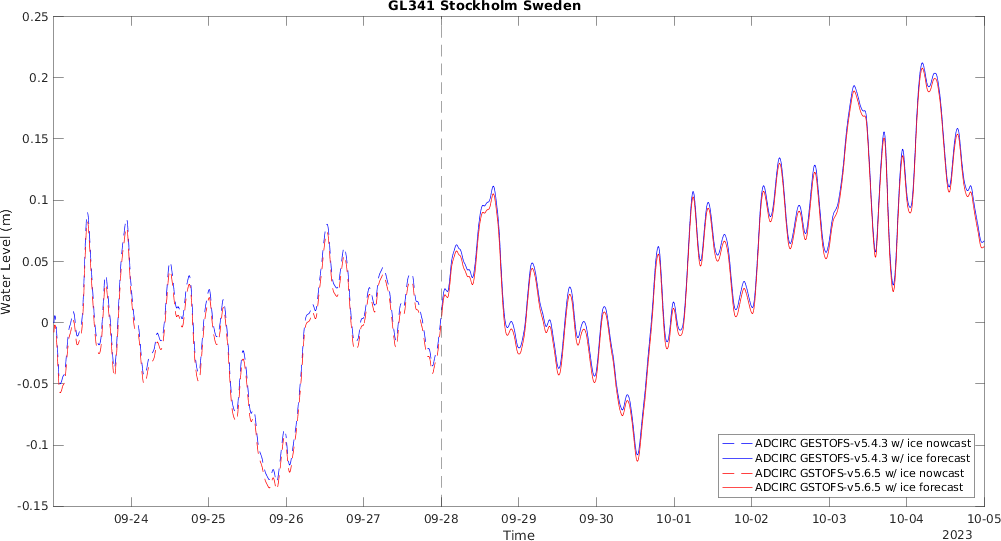 GL341 Stockholm Sweden
0.25
0.2
0.15
0.1
0.05
0
-0.05
-0.1
-0.15
Water Level (m)
ADCIRC GESTOFS-v5.4.3 w/ ice nowcast
ADCIRC GESTOFS-v5.4.3 w/ ice forecast
ADCIRC GSTOFS-v5.6.5 w/ ice nowcast
ADCIRC GSTOFS-v5.6.5 w/ ice forecast
09-24 09-25 09-26 09-27 09-28 09-29 09-30 10-01 10-02 10-03 10-04 10-05
2023
Time